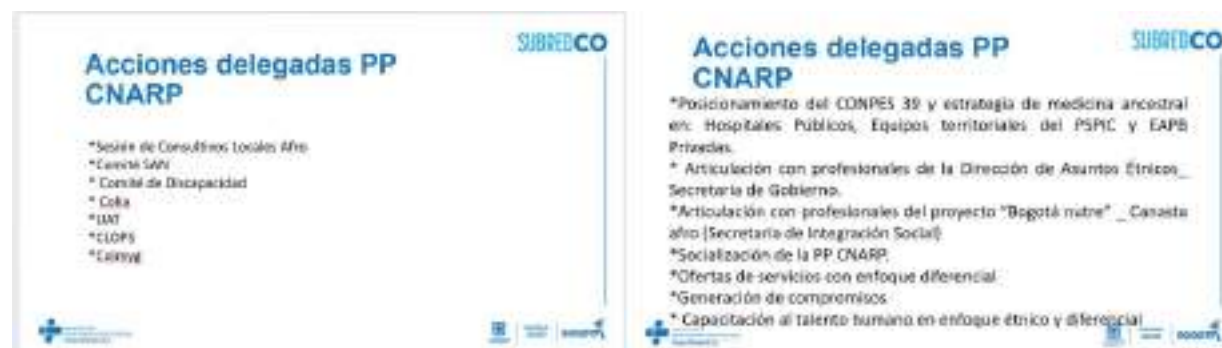 SUBREDCO
Acciones delegadas PP
CNARP
*Sesión de Consultivos Locales Afro
*Comité SAN
* Comité de Discapacidad
* Colia
*UAT
*CLOPS
SUBREDCO
Acciones delegadas PP
CNARP
*Posicionamiento del CONPES 39 y estrategia de medicina ancestral
en: Hospitales Públicos, Equipos territoriales del PSPIC y EAPB
Privadas.
* Articulación con profesionales de la Dirección de Asuntos Étnicos_
Secretaria de Gobierno.
*Articulación con profesionales del proyecto "Bogotá nutre" _ Canasta
afro (Secretaria de Integración Social)
*Socialización de la PP CNARP.
*Ofertas de servicios con enfoque diferencial
*Generación de compromisos
* Capacitación al talento humano en enfoque étnico y diferencial